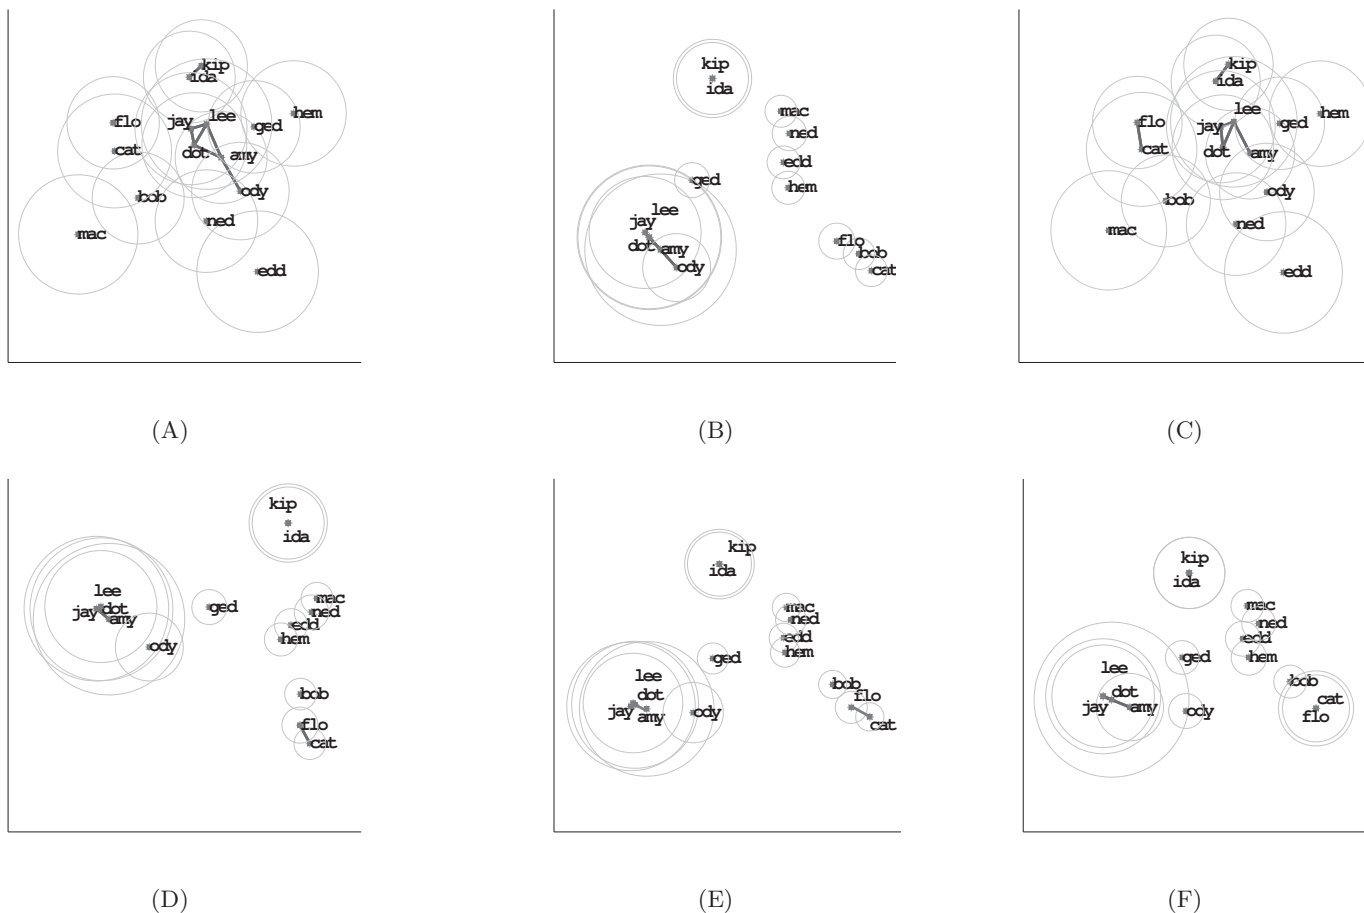 kip
ida
flo
jay
lee
ged
hem
cat
dot
amy
bob
ody
mac
ned
edd
(A)
kip
ida
mac
ned
edd
ged
hem
lee
jay
dot
amy
ody
flo
bob
cat
(B)
kip
ida
flo
lee
jay
ged
hem
cat
dot
amy
bob
ody
mac
ned
edd
(C)
kip
ida
lee
jay
dot
amy
ged
mac
ned
edd
hem
ody
bob
flo
cat
(D)
kip
ida
mac
ned
edd
hem
ged
lee
dot
jay
amy
ody
bob
flo
cat
(E)
kip
ida
mac
ned
edd
ged
hem
lee
dot
jay
amy
ody
bob
cat
flo
(F)